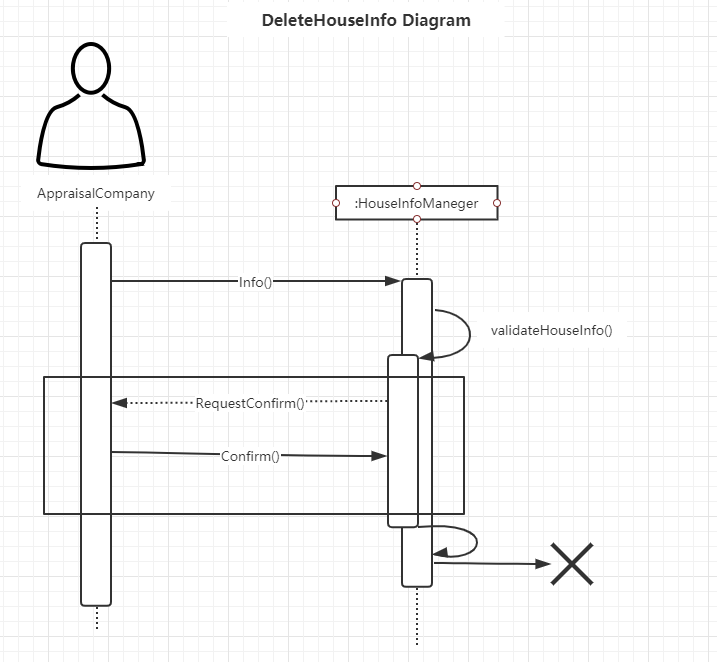 DeleteHouseInfo Diagram
AppraisalCompany
:HouseInfoManeger
Info()
validateHouseInfo()
RequestConfirm()
Confirm()